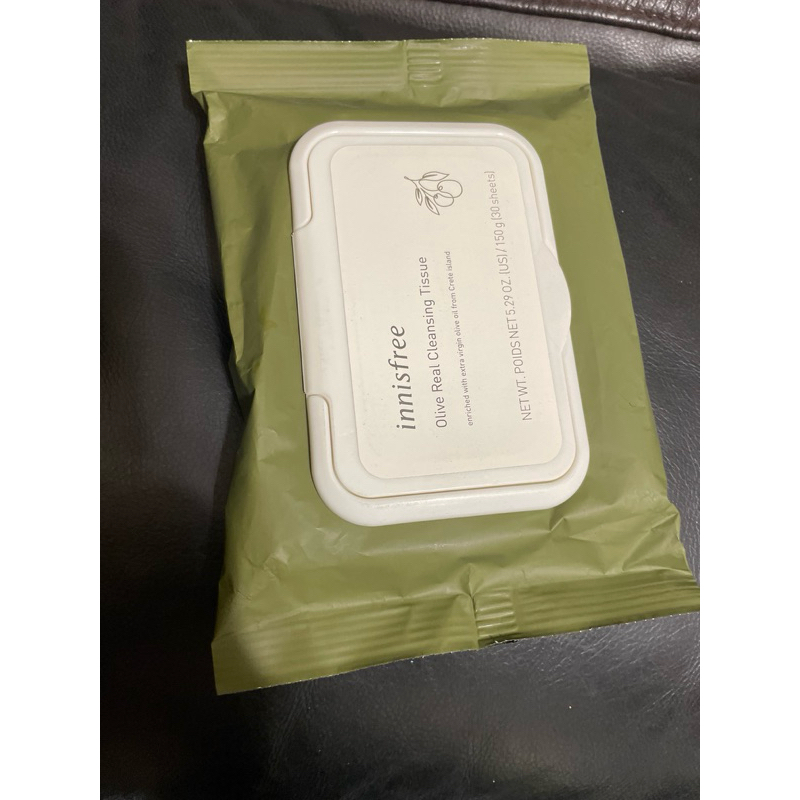 innisfree
Olive Real Cleansing Tissue
enriched with extra virgin olive oil from Crete island
NET WT. POIDS NET 5.29 OZ.(US) / 150 g (30 sheets)